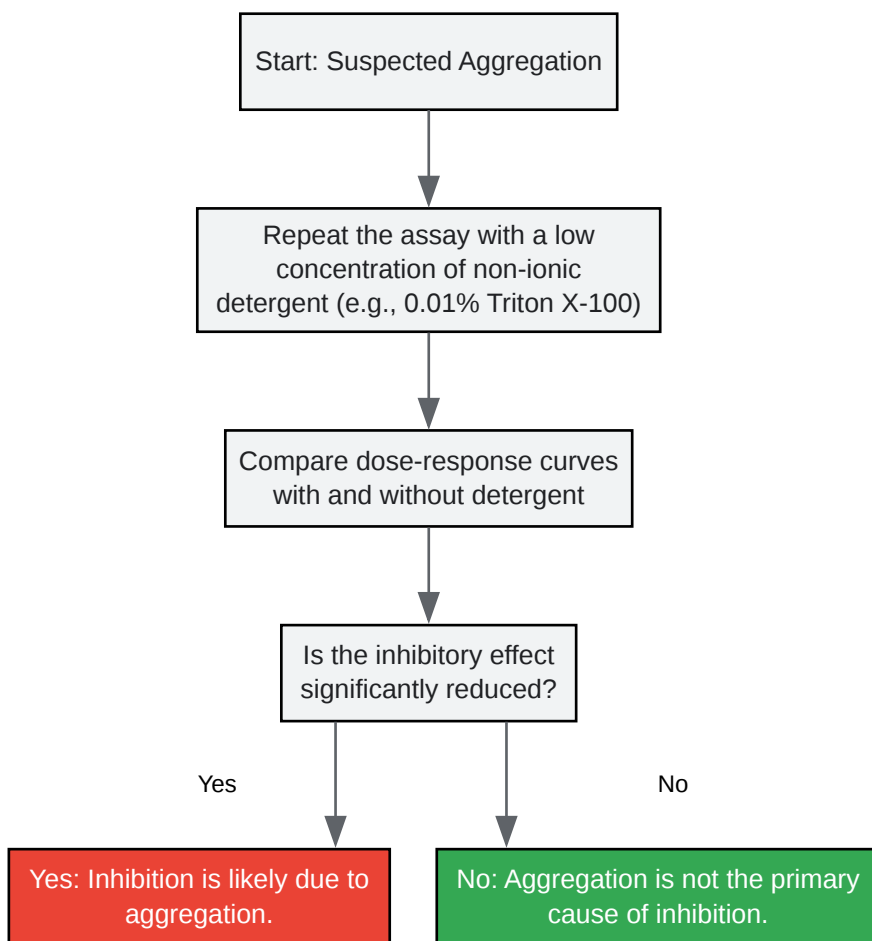 Start: Suspected Aggregation
Repeat the assay with a low
concentration of non-ionic
detergent (e.g., 0.01% Triton X-100)
Compare dose-response curves
with and without detergent
Is the inhibitory effect
significantly reduced?
Yes
No
Yes: Inhibition is likely due to
aggregation.
No: Aggregation is not the primary
cause of inhibition.